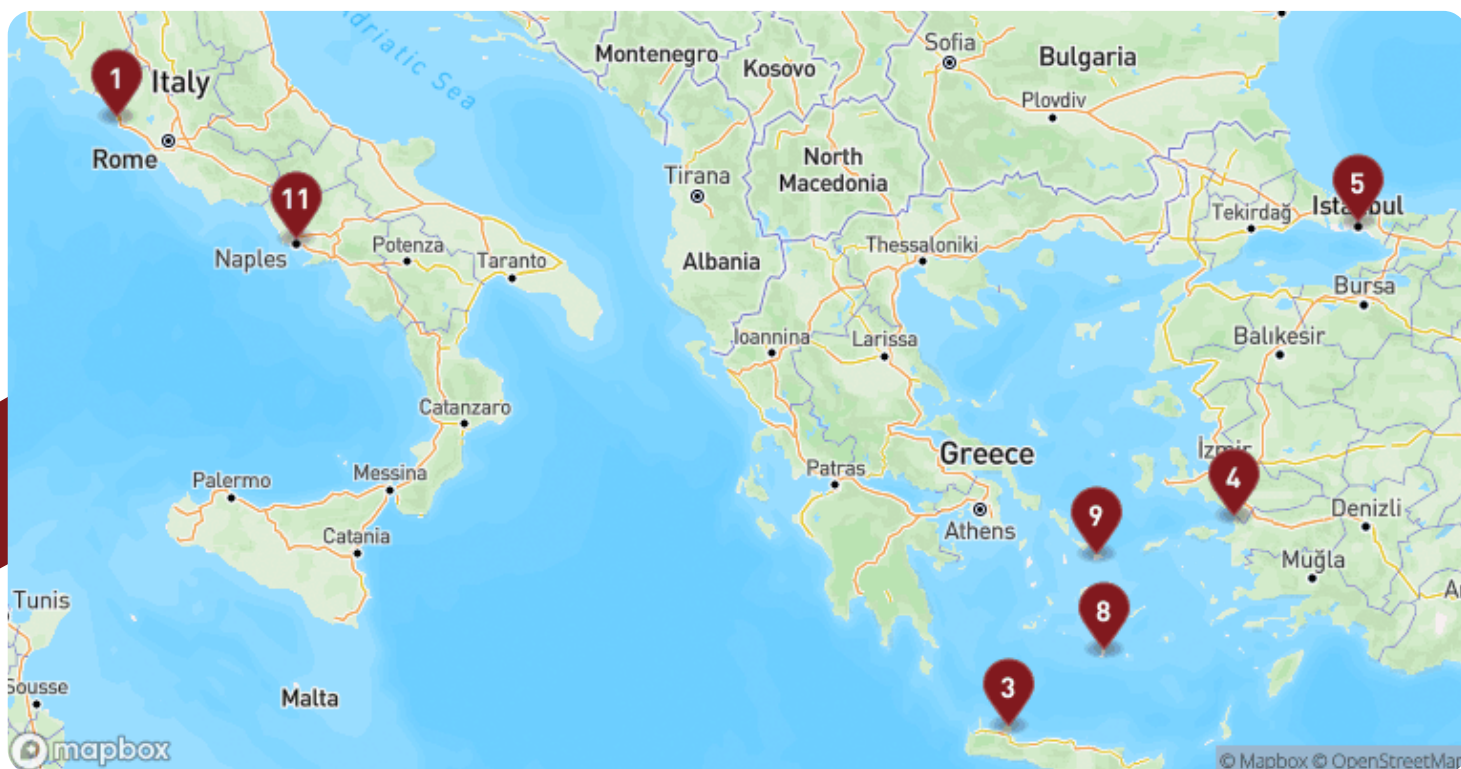 Adriatic Sea
Montenegro
Kosovo
Sofia
Bulgaria
1
Italy
Plovdiv
Rome
North
Macedonia
Tirana
5
Istanbul
11
Tekirdağ
Naples
Potenza
Taranto
Albania
Thessaloniki
Bursa
Ioannina
Larissa
Balıkesir
Catanzaro
Greece
İzmir
Patras
4
Palermo
Messina
9
Athens
Denizli
Catania
Muğla
Tunis
8
Sousse
Malta
3
mapbox
© Mapbox © OpenStreetMap